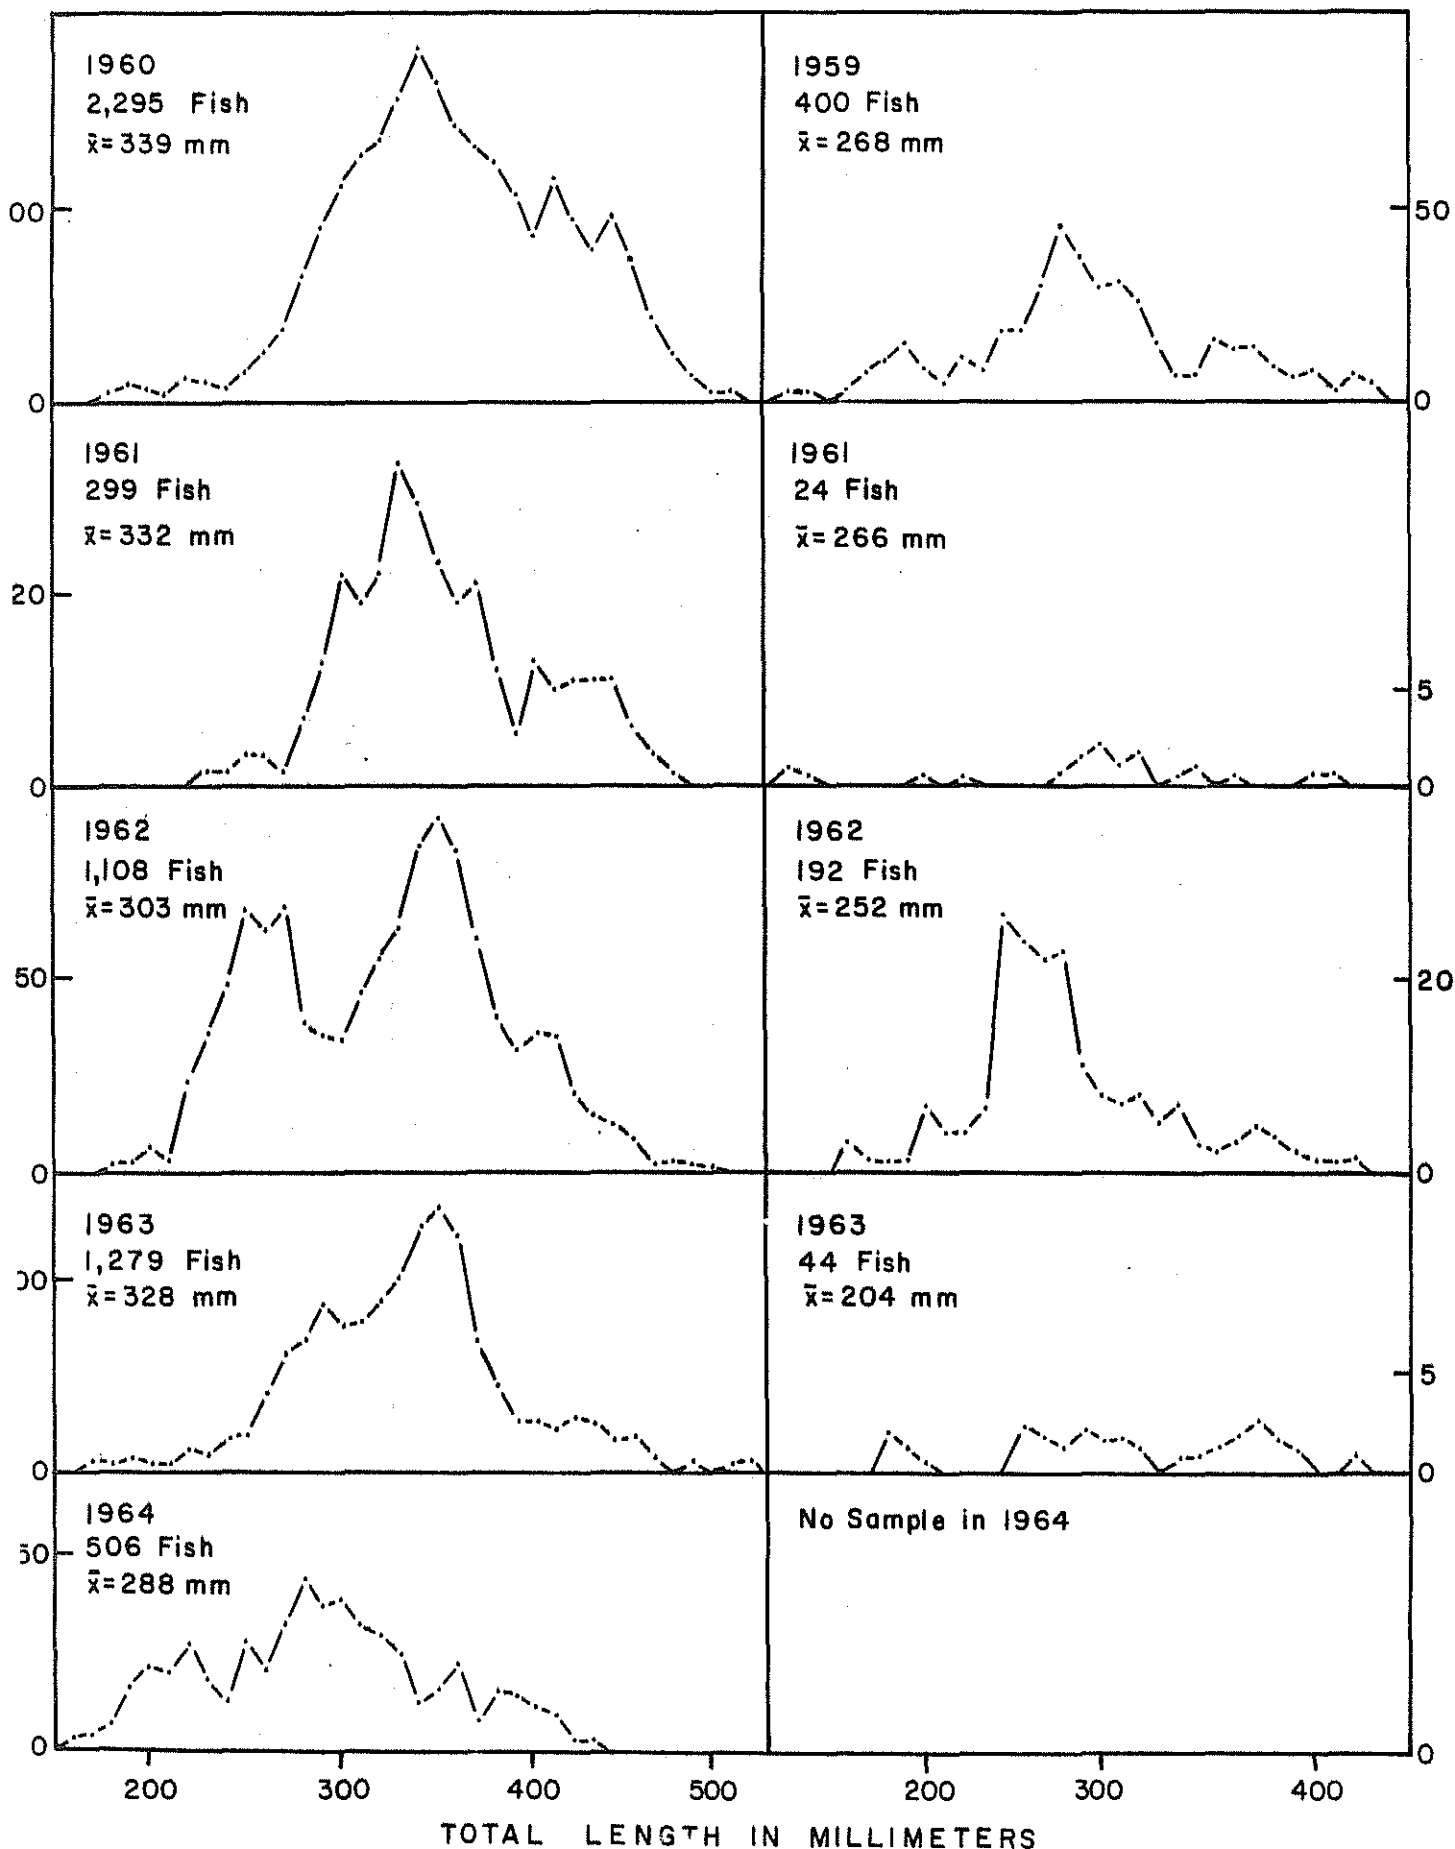 1960
2,295 Fish
x̄=339 mm
00
0
1961
299 Fish
x̄=332 mm
20
0
1962
1,108 Fish
x̄=303 mm
50
0
1963
1,279 Fish
x̄=328 mm
00
0
1964
506 Fish
x̄=288 mm
50
0
1959
400 Fish
x̄=268 mm
50
0
1961
24 Fish
x̄=266 mm
5
0
1962
192 Fish
x̄=252 mm
20
0
1963
44 Fish
x̄=204 mm
5
0
No Sample in 1964
0
200 300 400 500 200 300 400
TOTAL LENGTH IN MILLIMETERS